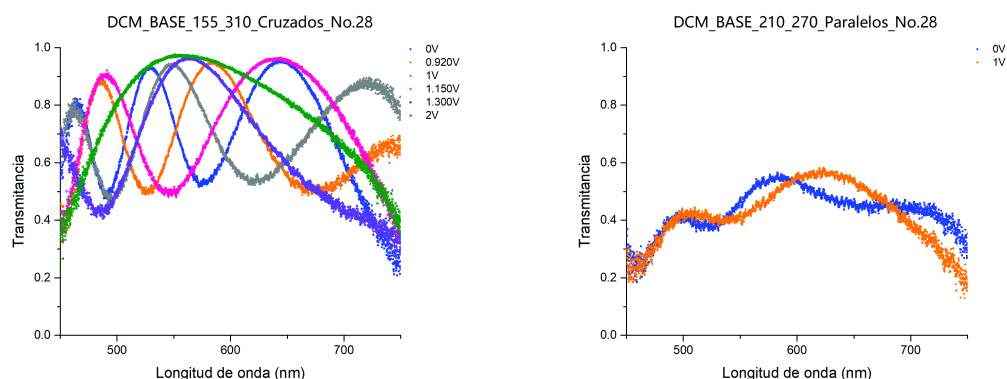 DCM_BASE_155_310_Cruzados_No.28
1.0
0.8
0.6
0.4
0.2
0.0
Transmitancia
500
600
700
Longitud de onda (nm)
0V
0.920V
1V
1.150V
1.300V
2V
DCM_BASE_210_270_Paralelos_No.28
1.0
0.8
0.6
0.4
0.2
0.0
Transmitancia
500
600
700
Longitud de onda (nm)
0V
1V